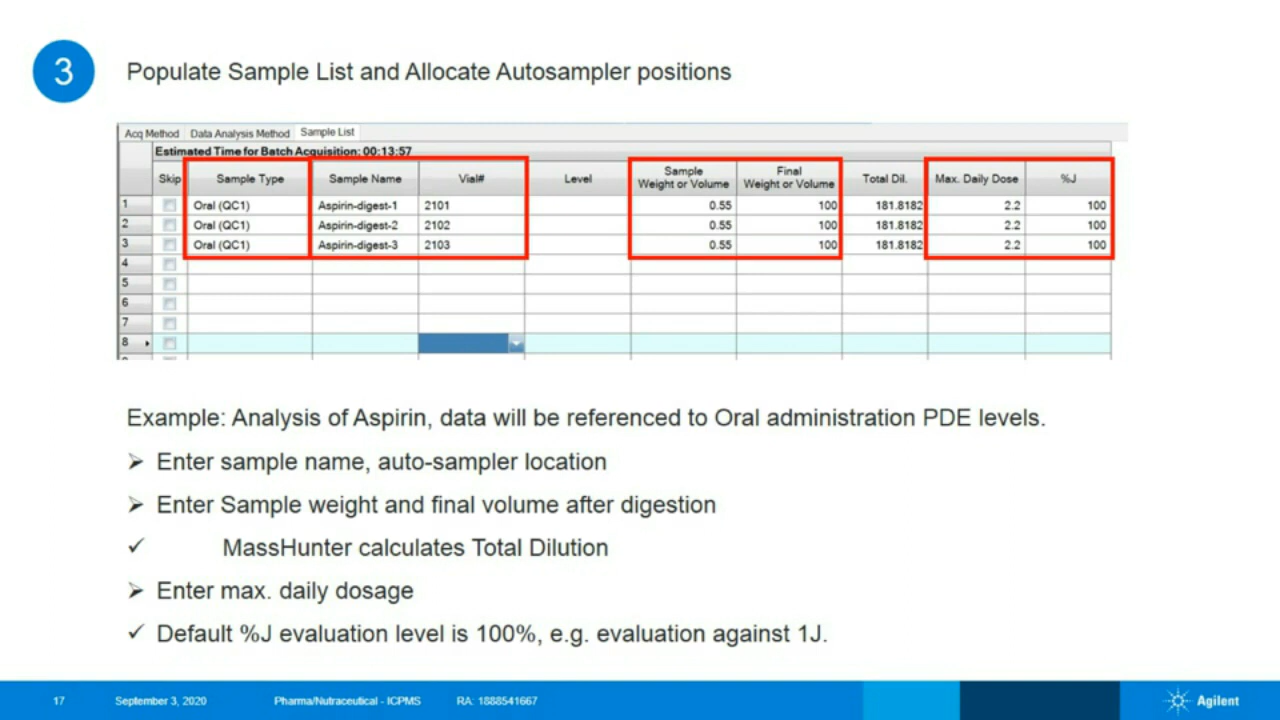 3
Populate Sample List and Allocate Autosampler positions
Acq Method Data Analysis Method Sample List
Estimated Time for Batch Acquisition: 00:13:57
Skip Sample Type Sample Name Vial# Level Sample Weight or Volume Final Weight or Volume Total Dil. Max. Daily Dose %J
1 Oral (QC1) Aspirin-digest-1 2101 0.55 100 181.8182 2.2 100
2 Oral (QC1) Aspirin-digest-2 2102 0.55 100 181.8182 2.2 100
3 Oral (QC1) Aspirin-digest-3 2103 0.55 100 181.8182 2.2 100
4
5
6
7
8
Example: Analysis of Aspirin, data will be referenced to Oral administration PDE levels.
➢ Enter sample name, auto-sampler location
➢ Enter Sample weight and final volume after digestion
✓ MassHunter calculates Total Dilution
➢ Enter max. daily dosage
✓ Default %J evaluation level is 100%, e.g. evaluation against 1J.
17 September 3, 2020 Pharma/Nutraceutical - ICPMS RA: 1888541667 Agilent